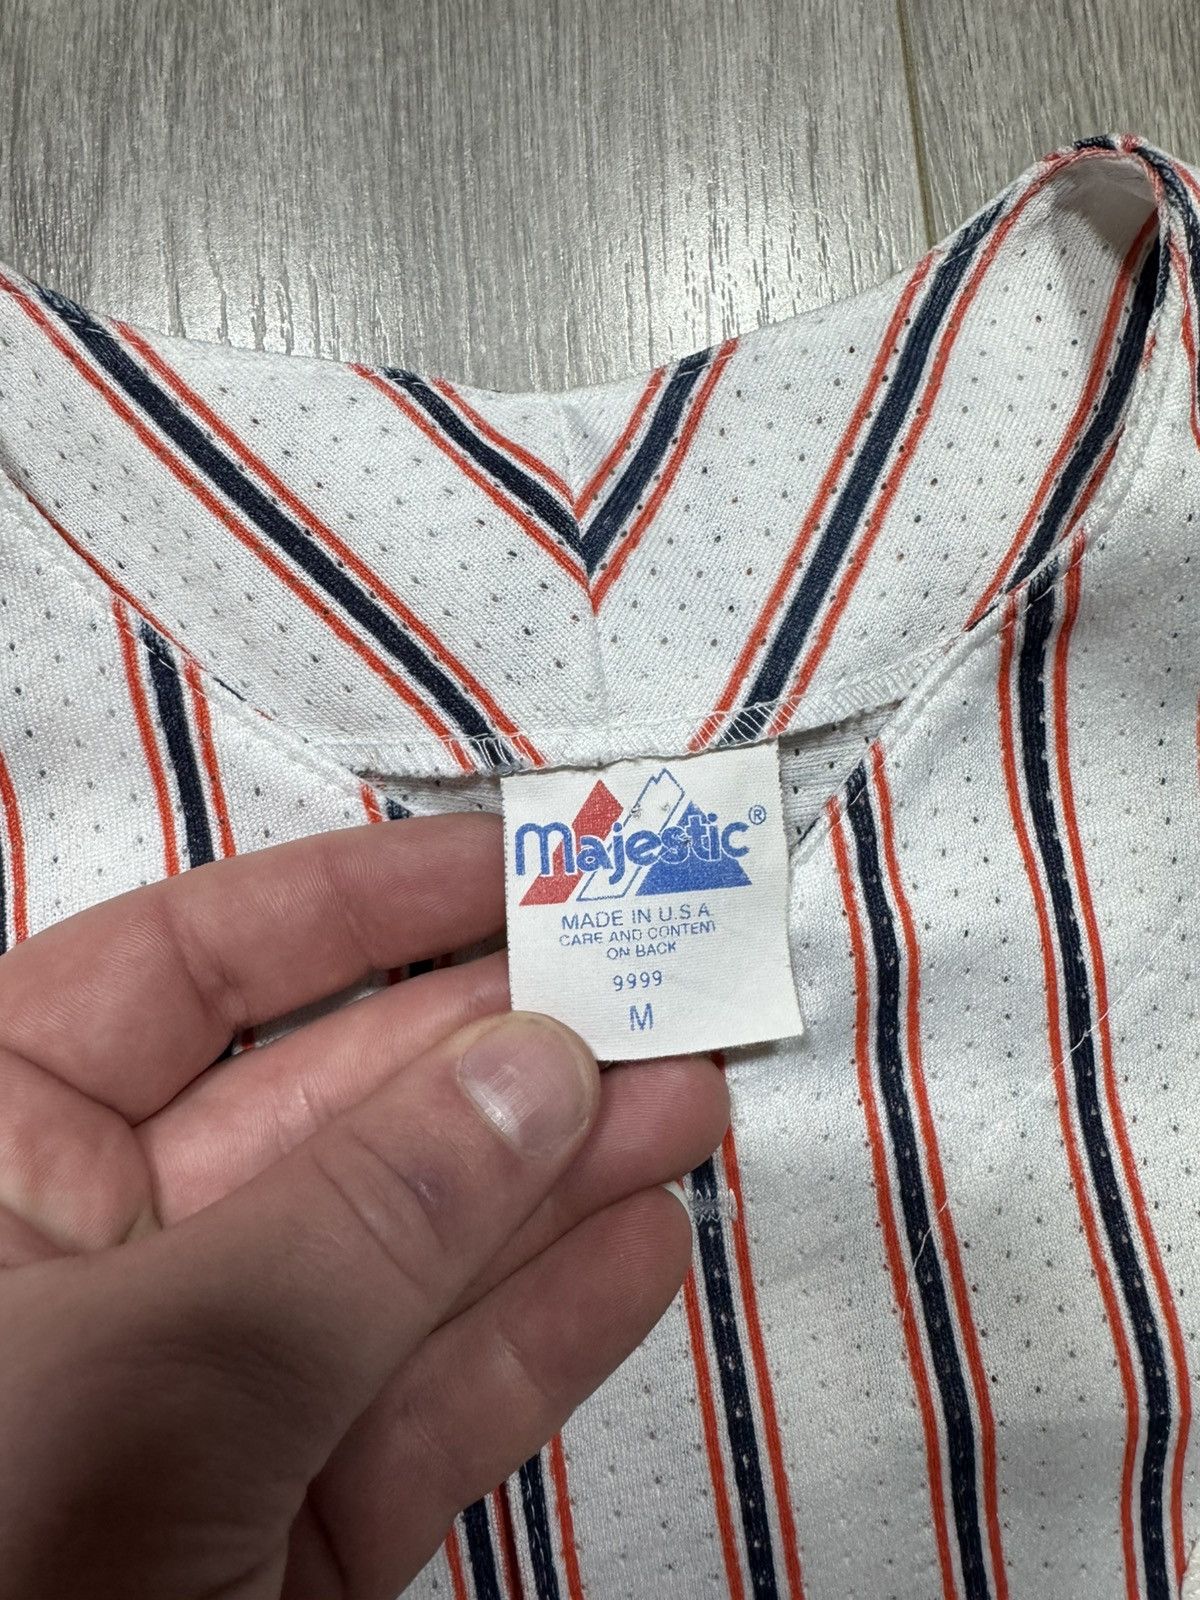 majestic®
MADE IN U.S.A.
CARE AND CONTENT
ON BACK
9999
M